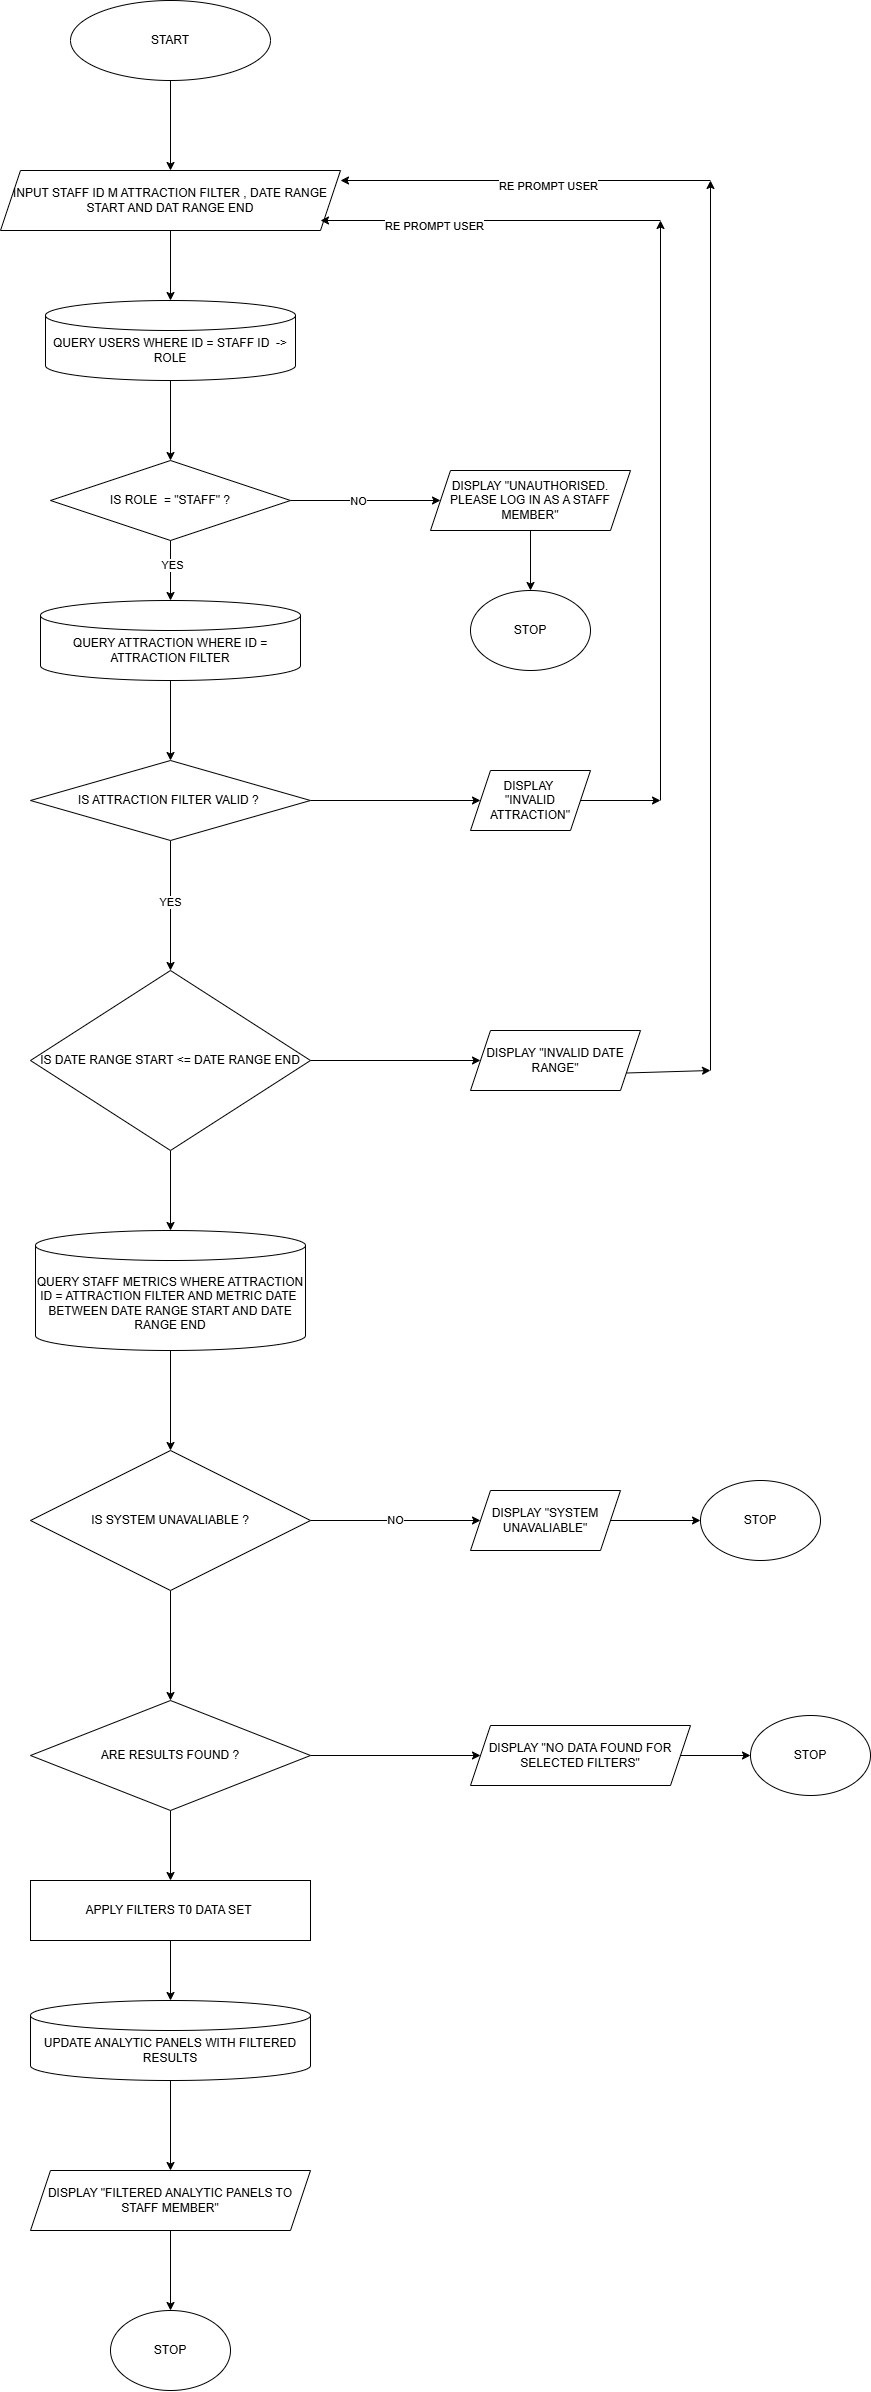 START
INPUT STAFF ID M ATTRACTION FILTER , DATE RANGE
START AND DAT RANGE END
RE PROMPT USER
RE PROMPT USER
QUERY USERS WHERE ID = STAFF ID ->
ROLE
IS ROLE = "STAFF" ?
NO
DISPLAY "UNAUTHORISED.
PLEASE LOG IN AS A STAFF
MEMBER"
YES
STOP
QUERY ATTRACTION WHERE ID =
ATTRACTION FILTER
IS ATTRACTION FILTER VALID ?
DISPLAY
"INVALID
ATTRACTION"
YES
IS DATE RANGE START <= DATE RANGE END
DISPLAY "INVALID DATE
RANGE"
QUERY STAFF METRICS WHERE ATTRACTION
ID = ATTRACTION FILTER AND METRIC DATE
BETWEEN DATE RANGE START AND DATE
RANGE END
IS SYSTEM UNAVALIABLE ?
NO
DISPLAY "SYSTEM
UNAVALIABLE"
STOP
ARE RESULTS FOUND ?
DISPLAY "NO DATA FOUND FOR
SELECTED FILTERS"
STOP
APPLY FILTERS T0 DATA SET
UPDATE ANALYTIC PANELS WITH FILTERED
RESULTS
DISPLAY "FILTERED ANALYTIC PANELS TO
STAFF MEMBER"
STOP